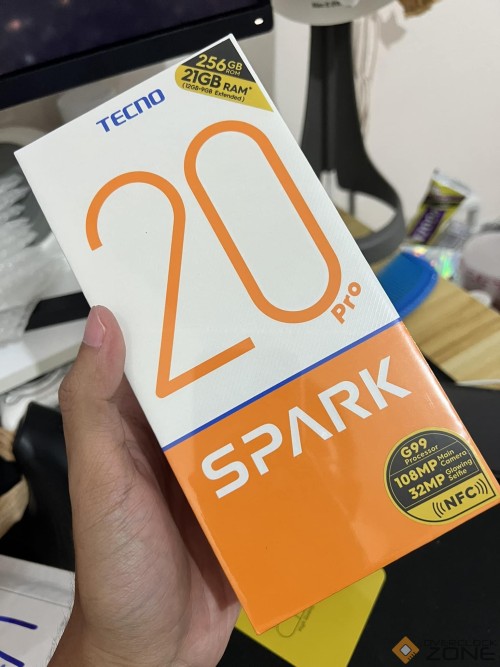 256GB
ROM
21GB RAM*
(12GB+9GB Extended)
TECNO
20
Pro
SPARK
G99
Processor
108MP Main Camera
32MP Glowing Selfie
((((NFC))))
ZONE